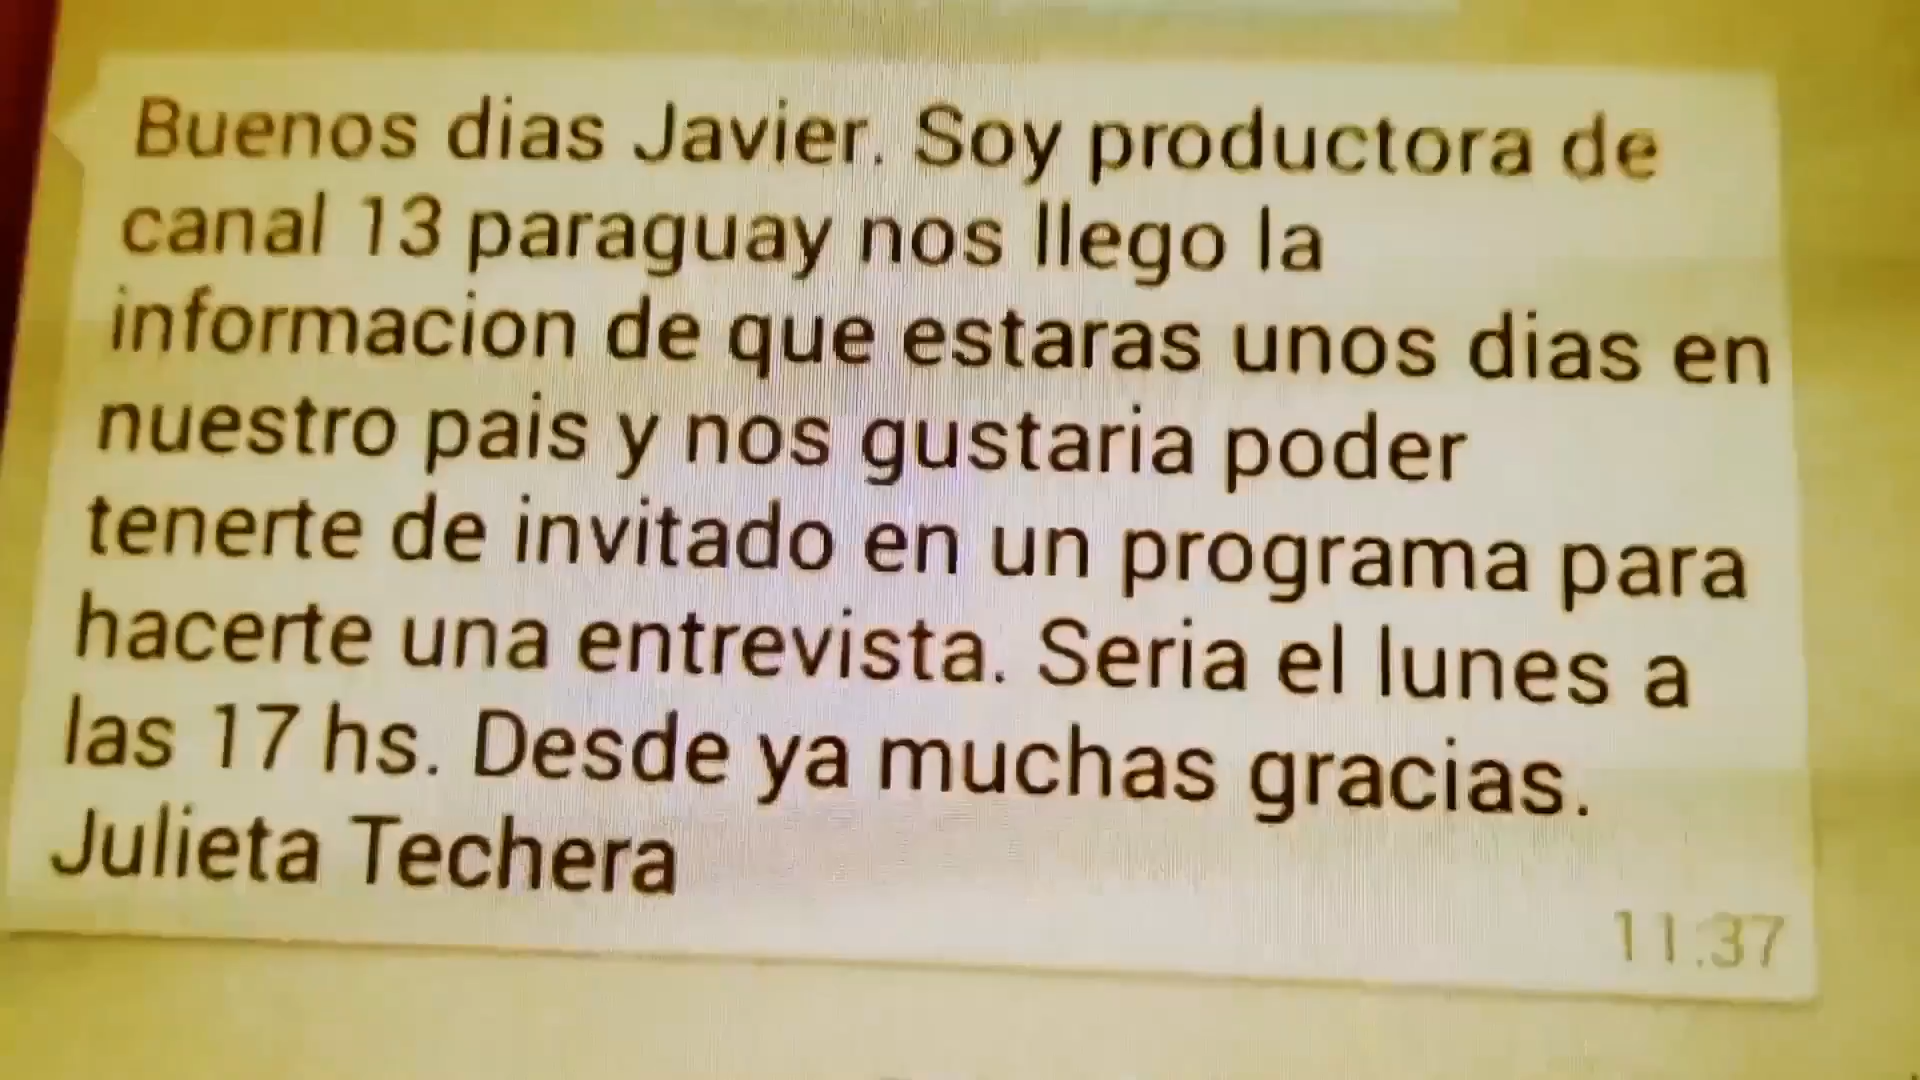 Buenos dias Javier. Soy productora de
canal 13 paraguay nos llego la
informacion de que estaras unos dias en
nuestro pais y nos gustaria poder
tenerte de invitado en un programa para
hacerte una entrevista. Seria el lunes a
las 17 hs. Desde ya muchas gracias.
Julieta Techera
11:37